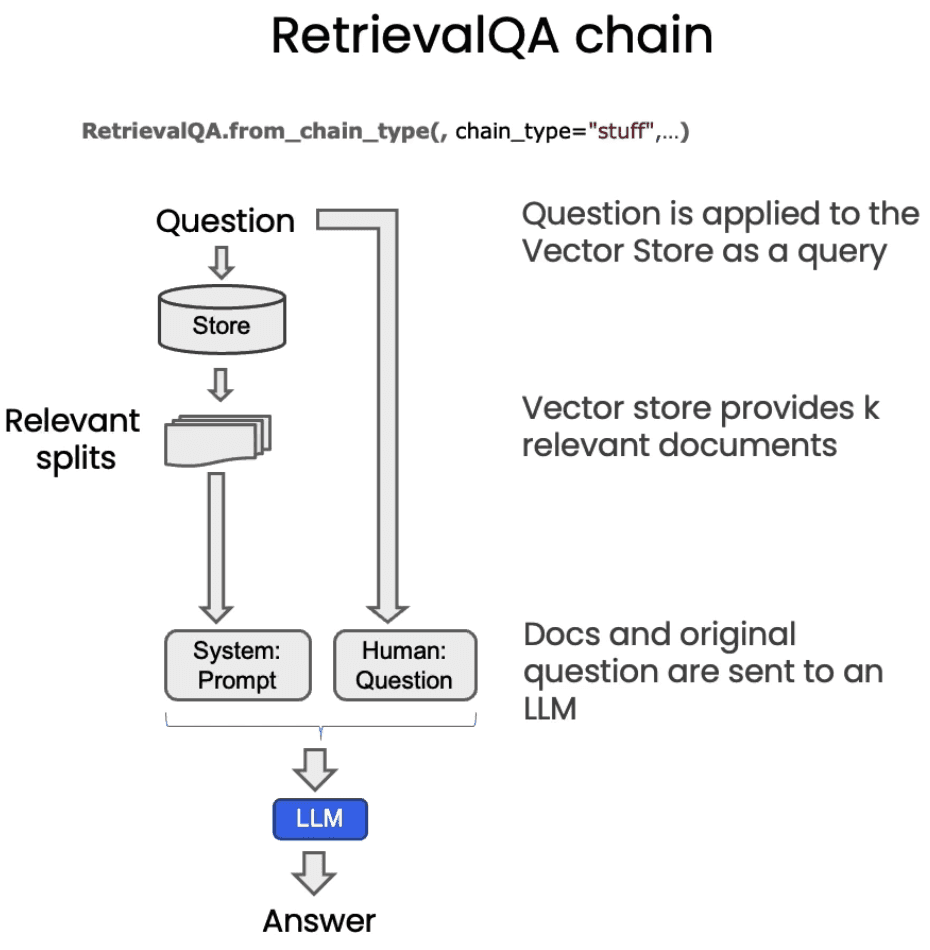 RetrievalQA chain
RetrievalQA.from_chain_type(, chain_type="stuff",...)
Question
Question is applied to the
Vector Store as a query
Store
Relevant
splits
Vector store provides k
relevant documents
System:
Prompt
Human:
Question
Docs and original
question are sent to an
LLM
LLM
Answer